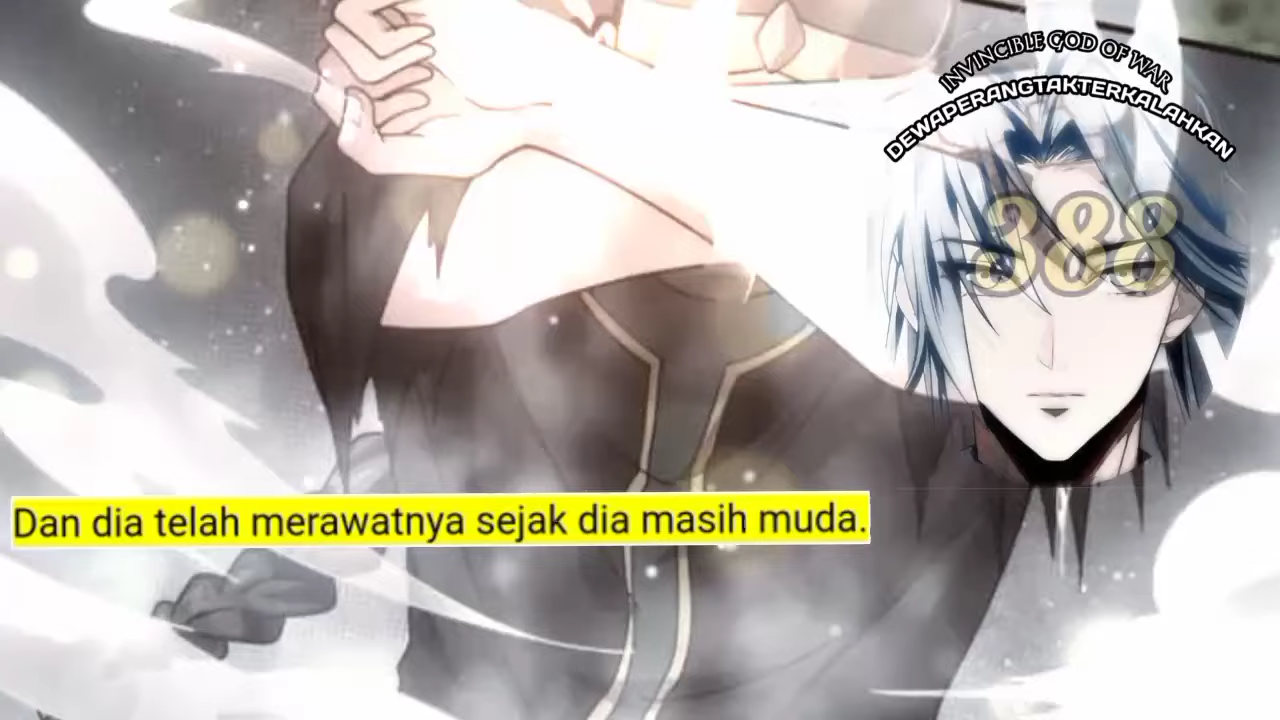 INVINCIBLE GOD OF WAR
DEWAPERANGTAKTERKALAHKAN
388
Dan dia telah merawatnya sejak dia masih muda.